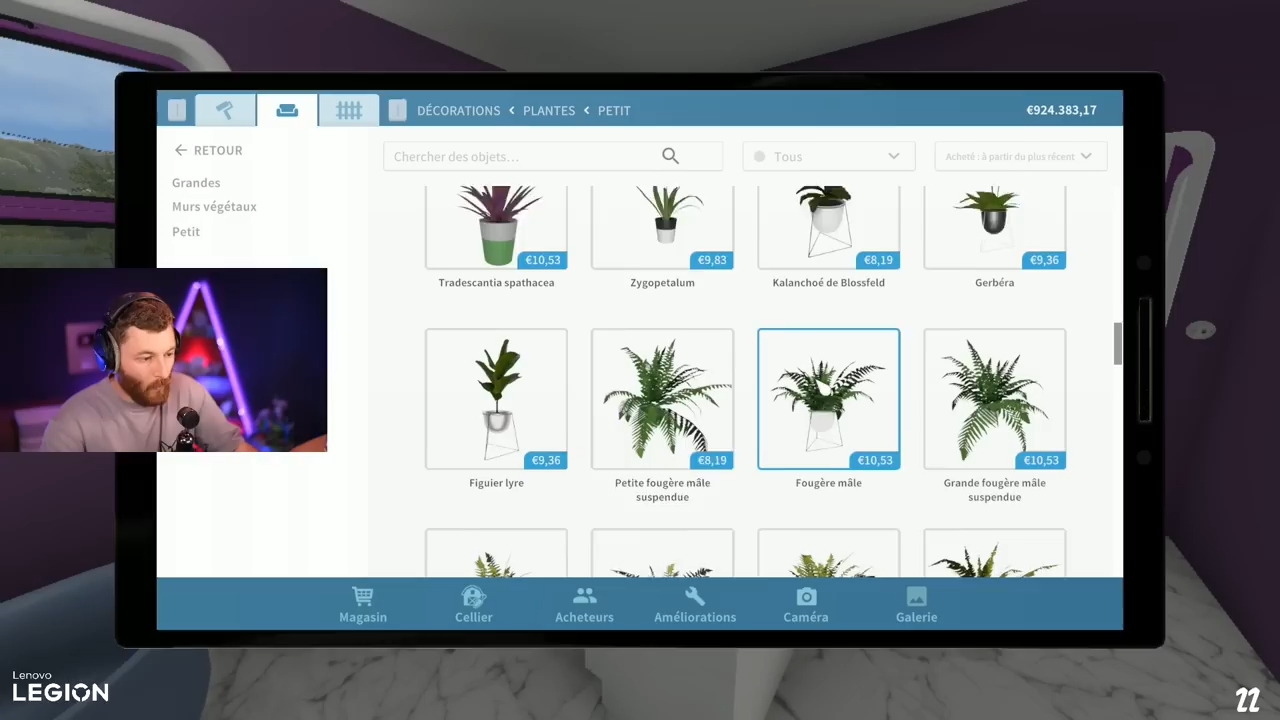 DÉCORATIONS < PLANTES < PETIT
€924.383,17
RETOUR
Chercher des objets...
Tous
Acheté : à partir du plus récent
Grandes
Murs végétaux
Petit
€10,53
€9,83
€8,19
€9,36
Tradescantia spathacea
Zygopetalum
Kalanchoé de Blossfeld
Gerbéra
€9,36
€8,19
€10,53
€10,53
Figuier lyre
Petite fougère mâle
suspendue
Fougère mâle
Grande fougère mâle
suspendue
Magasin
Cellier
Acheteurs
Améliorations
Caméra
Galerie
Lenovo
LEGION
22